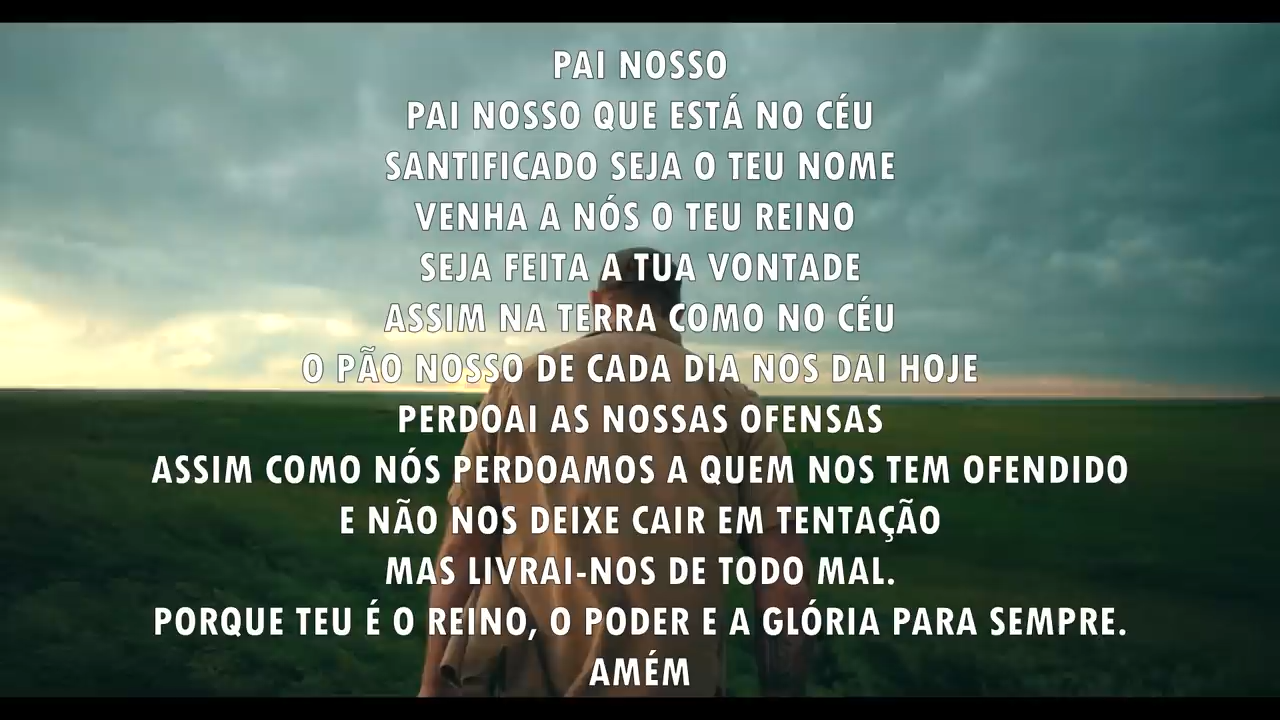 PAI NOSSO
PAI NOSSO QUE ESTÁ NO CÉU
SANTIFICADO SEJA O TEU NOME
VENHA A NÓS O TEU REINO
SEJA FEITA A TUA VONTADE
ASSIM NA TERRA COMO NO CÉU
O PÃO NOSSO DE CADA DIA NOS DAI HOJE
PERDOAI AS NOSSAS OFENSAS
ASSIM COMO NÓS PERDOAMOS A QUEM NOS TEM OFENDIDO
E NÃO NOS DEIXE CAIR EM TENTAÇÃO
MAS LIVRAI-NOS DE TODO MAL.
PORQUE TEU É O REINO, O PODER E A GLÓRIA PARA SEMPRE.
AMÉM